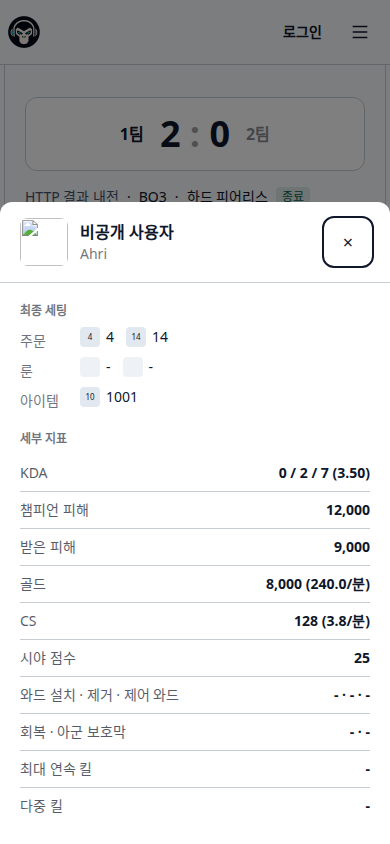 로그인
1팀 2 : 0 2팀
HTTP 결과 내전 · BO3 · 하드 피어리스 종료
비공개 사용자
Ahri
×
최종 세팅
주문 4 4 14 14
룬 - -
아이템 10 1001
세부 지표
KDA 0 / 2 / 7 (3.50)
챔피언 피해 12,000
받은 피해 9,000
골드 8,000 (240.0/분)
CS 128 (3.8/분)
시야 점수 25
와드 설치 · 제거 · 제어 와드 - · - · -
회복 · 아군 보호막 - · -
최대 연속 킬 -
다중 킬 -